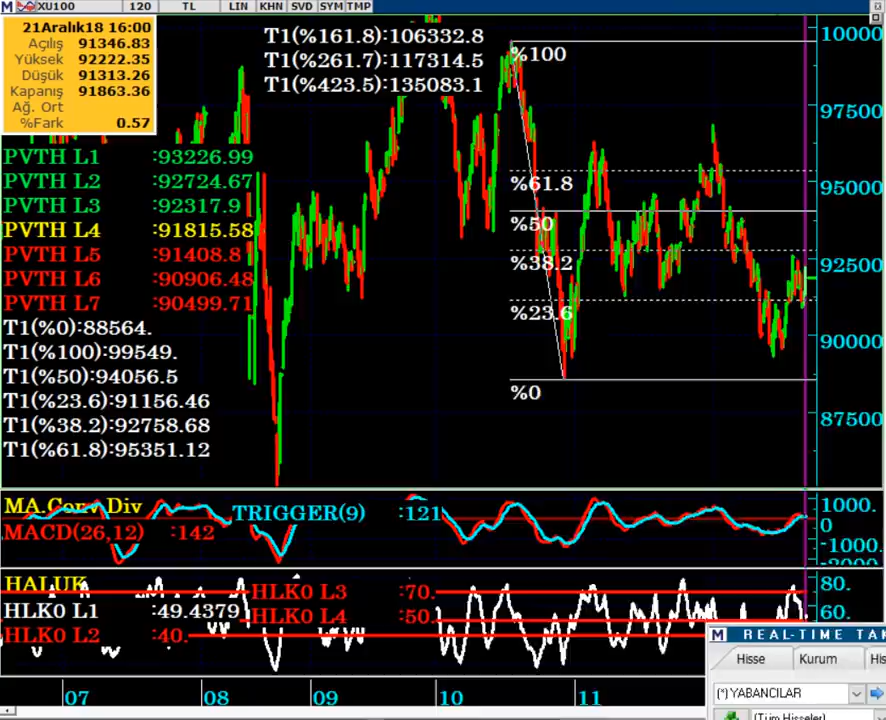 M XU100 120 TL LIN KHN SVD SYM TMP
21Aralık18 16:00
Açılış 91346.83
Yüksek 92222.35
Düşük 91313.26
Kapanış 91863.36
Ağ. Ort
%Fark 0.57
T1(%161.8):106332.8
T1(%261.7):117314.5
T1(%423.5):135083.1
PVTH L1 :93226.99
PVTH L2 :92724.67
PVTH L3 :92317.9
PVTH L4 :91815.58
PVTH L5 :91408.8
PVTH L6 :90906.48
PVTH L7 :90499.71
T1(%0):88564.
T1(%100):99549.
T1(%50):94056.5
T1(%23.6):91156.46
T1(%38.2):92758.68
T1(%61.8):95351.12
%100
%61.8
%50
%38.2
%23.6
%0
10000
97500
95000
92500
90000
87500
MA.Conv.Div
TRIGGER(9) :121
MACD(26,12) :142
1000.
0
-1000.
HALUK
HLK0 L1 :49.4379
HLK0 L2 :40.
HLK0 L3 :70.
HLK0 L4 :50.
80.
60.
M REAL-TIME TAK
Hisse Kurum His
(*)YABANCILAR
(Tüm Hisseler)
07 08 09 10 11